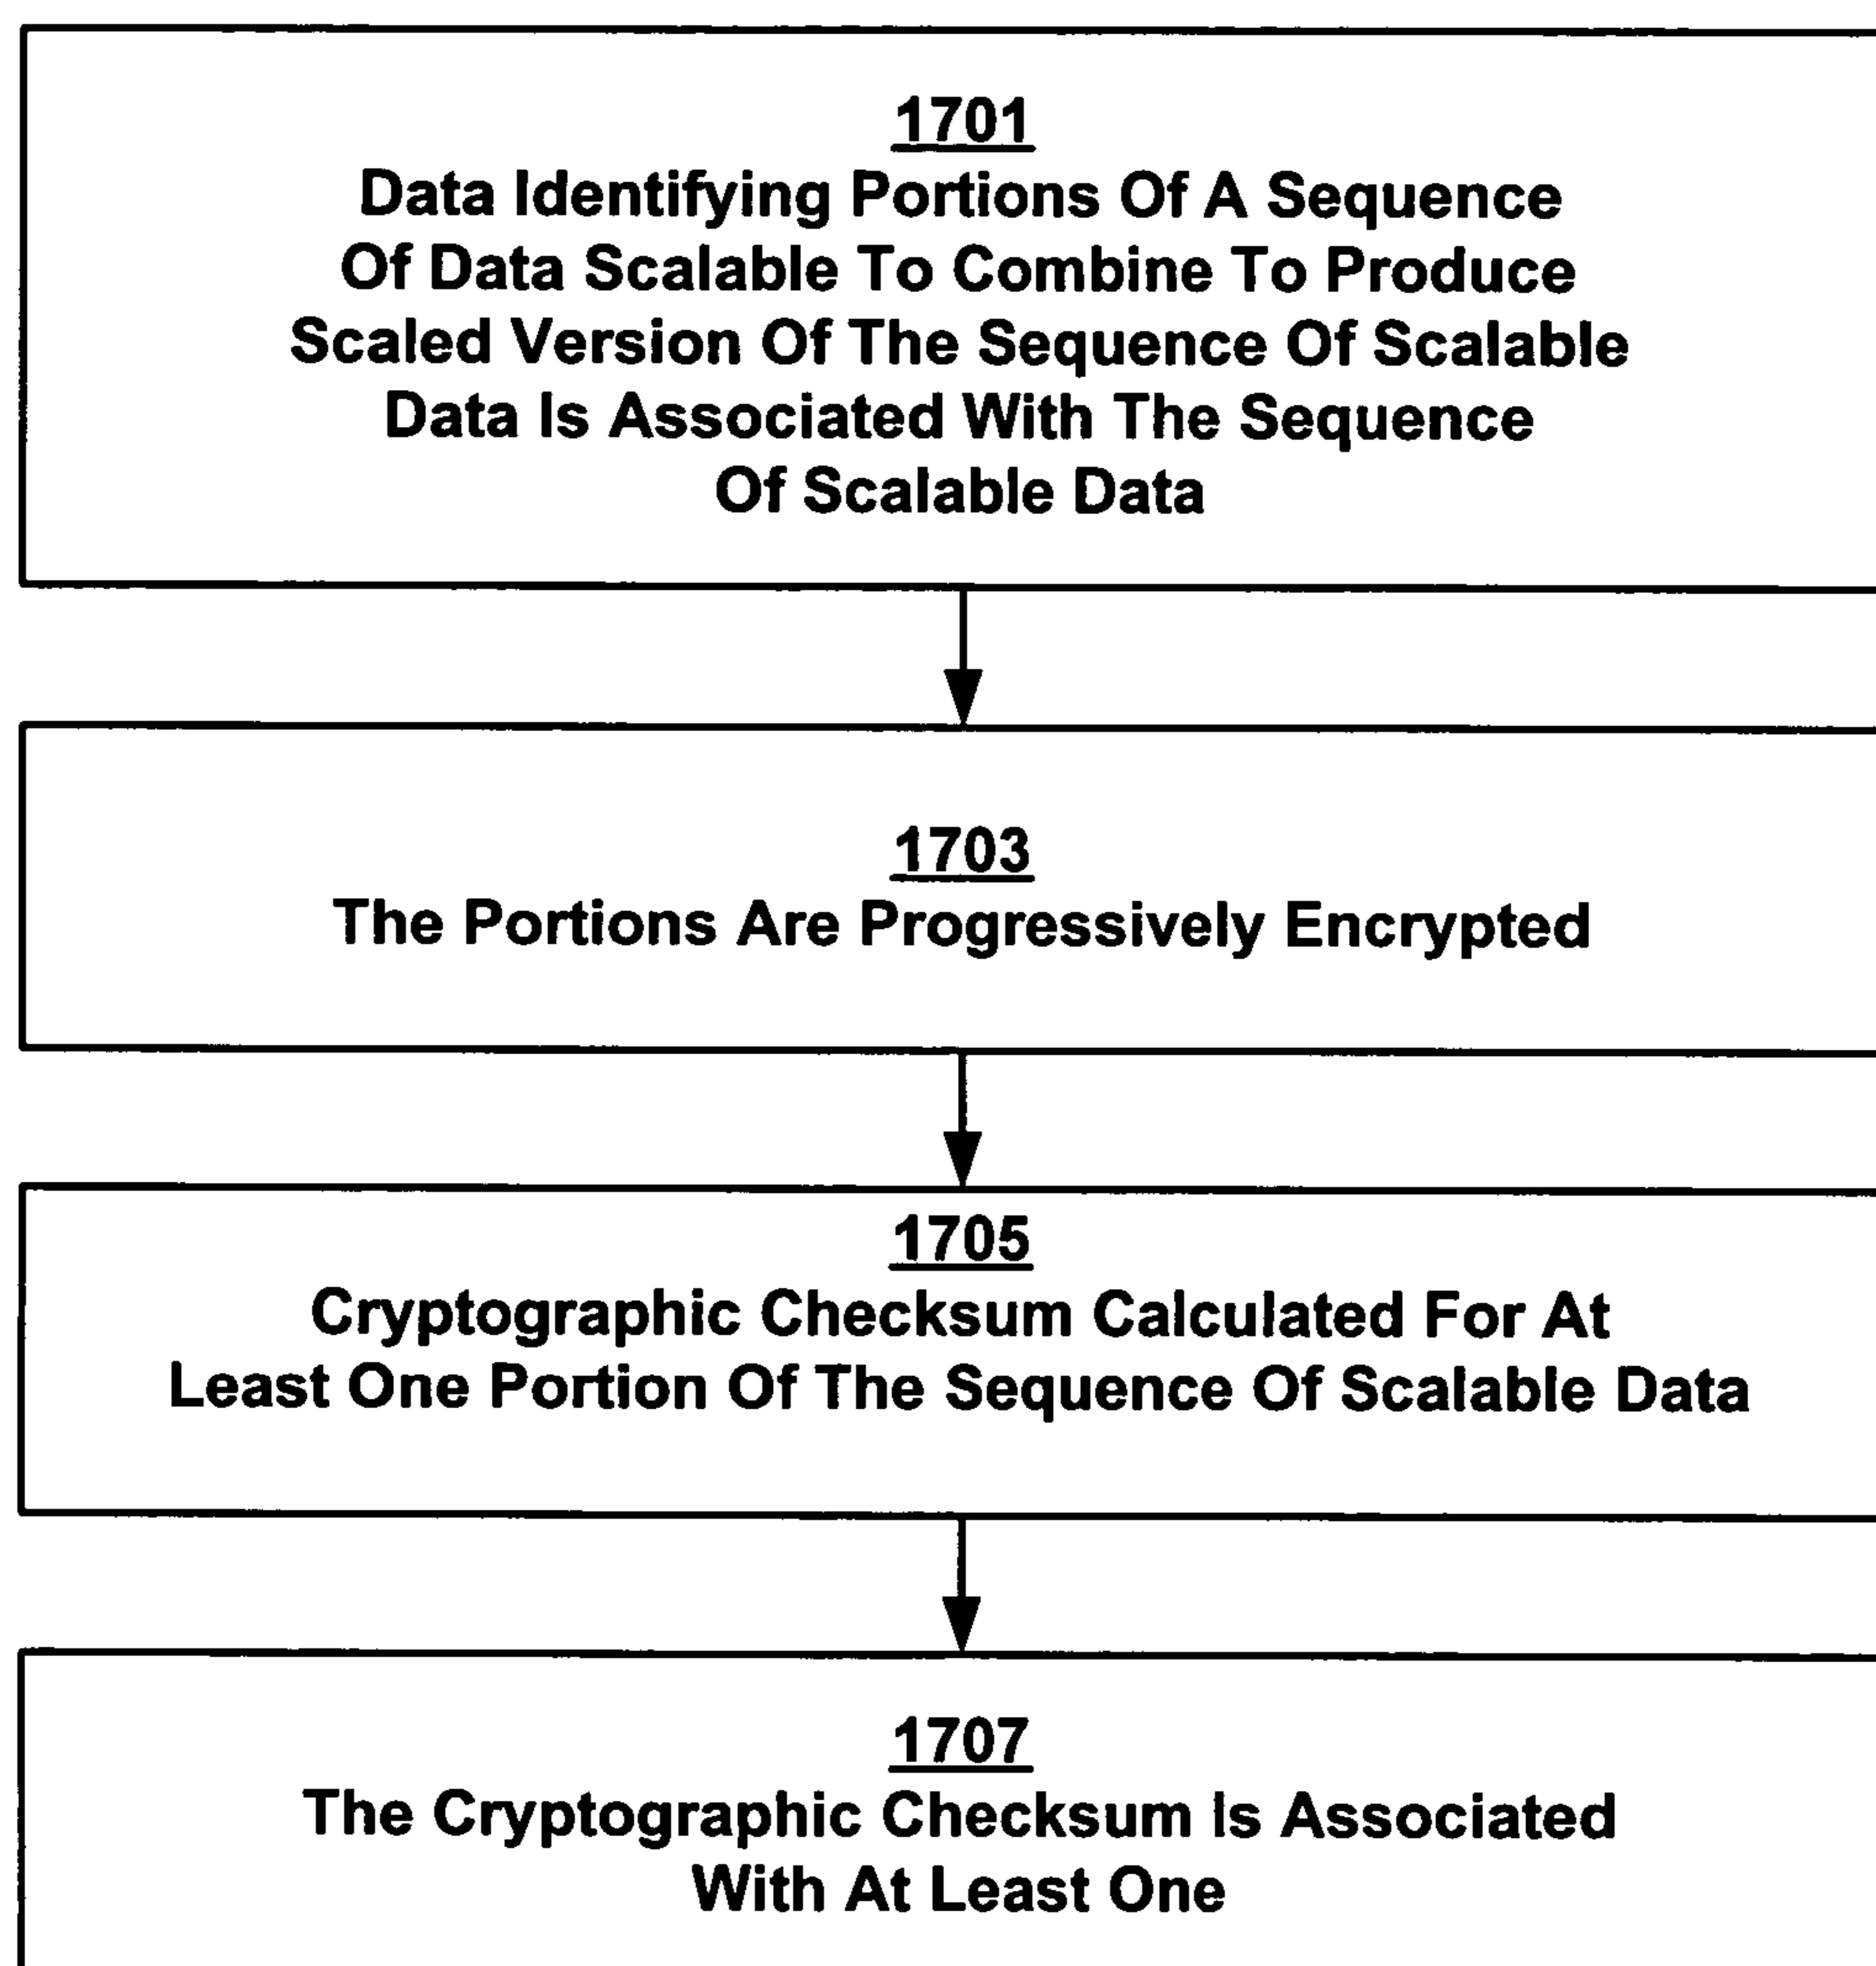 1701
Data Identifying Portions Of A Sequence
Of Data Scalable To Combine To Produce
Scaled Version Of The Sequence Of Scalable
Data Is Associated With The Sequence
Of Scalable Data
1703
The Portions Are Progressively Encrypted
1705
Cryptographic Checksum Calculated For At
Least One Portion Of The Sequence Of Scalable Data
1707
The Cryptographic Checksum Is Associated
With At Least One